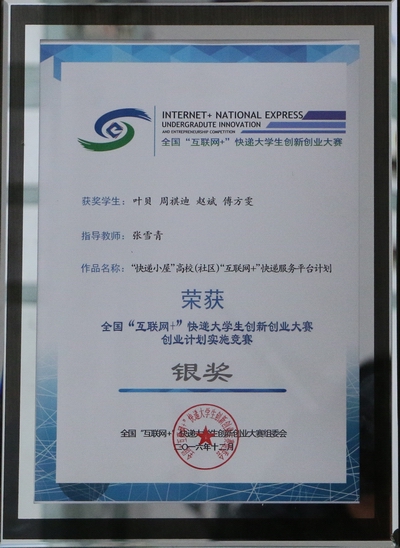 INTERNET+ NATIONAL EXPRESS
UNDERGRADUTE INNOVATION
AND ENTREPRENEURSHIP COMPETITION
全国“互联网+”快递大学生创新创业大赛
获奖学生：叶贝 周祺迪 赵斌 傅方雯
指导教师：张雪青
作品名称：“快递小屋”高校(社区)“互联网+”快递服务平台计划
荣获
全国“互联网+”快递大学生创新创业大赛
创业计划实施竞赛
银奖
全国“互联网+”快递大学生创新创业大赛组委会
二〇一六年十二月